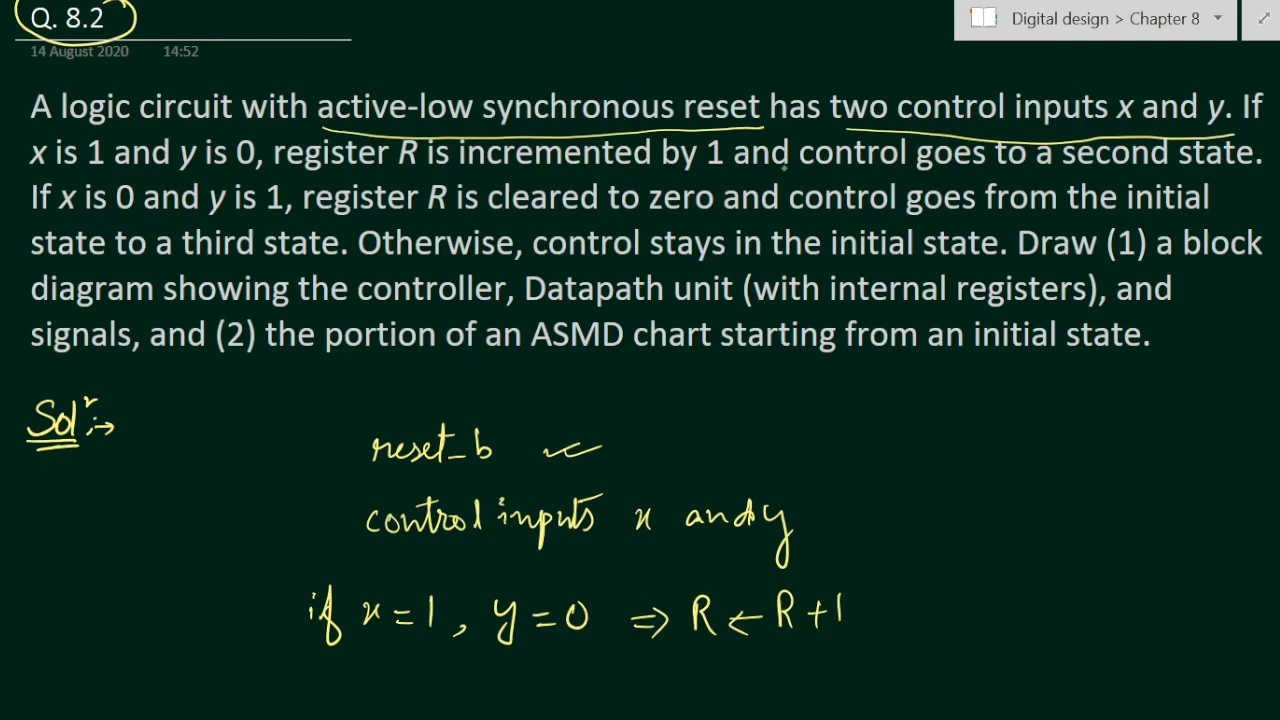 Q. 8.2
Digital design > Chapter 8
14 August 2020 14:52
A logic circuit with active-low synchronous reset has two control inputs x and y. If
x is 1 and y is 0, register R is incremented by 1 and control goes to a second state.
If x is 0 and y is 1, register R is cleared to zero and control goes from the initial
state to a third state. Otherwise, control stays in the initial state. Draw (1) a block
diagram showing the controller, Datapath unit (with internal registers), and
signals, and (2) the portion of an ASMD chart starting from an initial state.
Solⁿ :→
reset_b ✓
control inputs x and y
if x = 1 , y = 0 ⇒ R ← R + 1